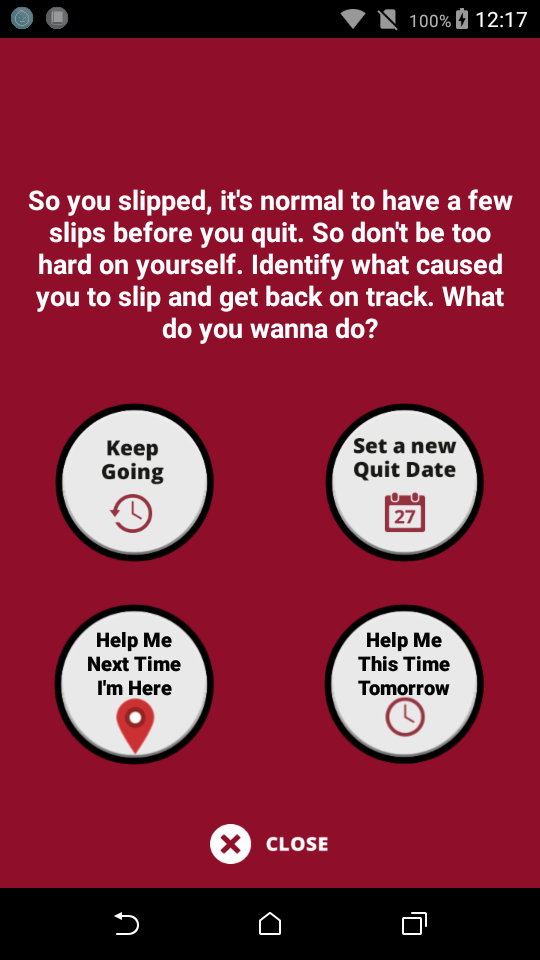 100% 12:17
So you slipped, it's normal to have a few
slips before you quit. So don't be too
hard on yourself. Identify what caused
you to slip and get back on track. What
do you wanna do?
Keep
Going
Set a new
Quit Date
27
Help Me
Next Time
I'm Here
Help Me
This Time
Tomorrow
CLOSE